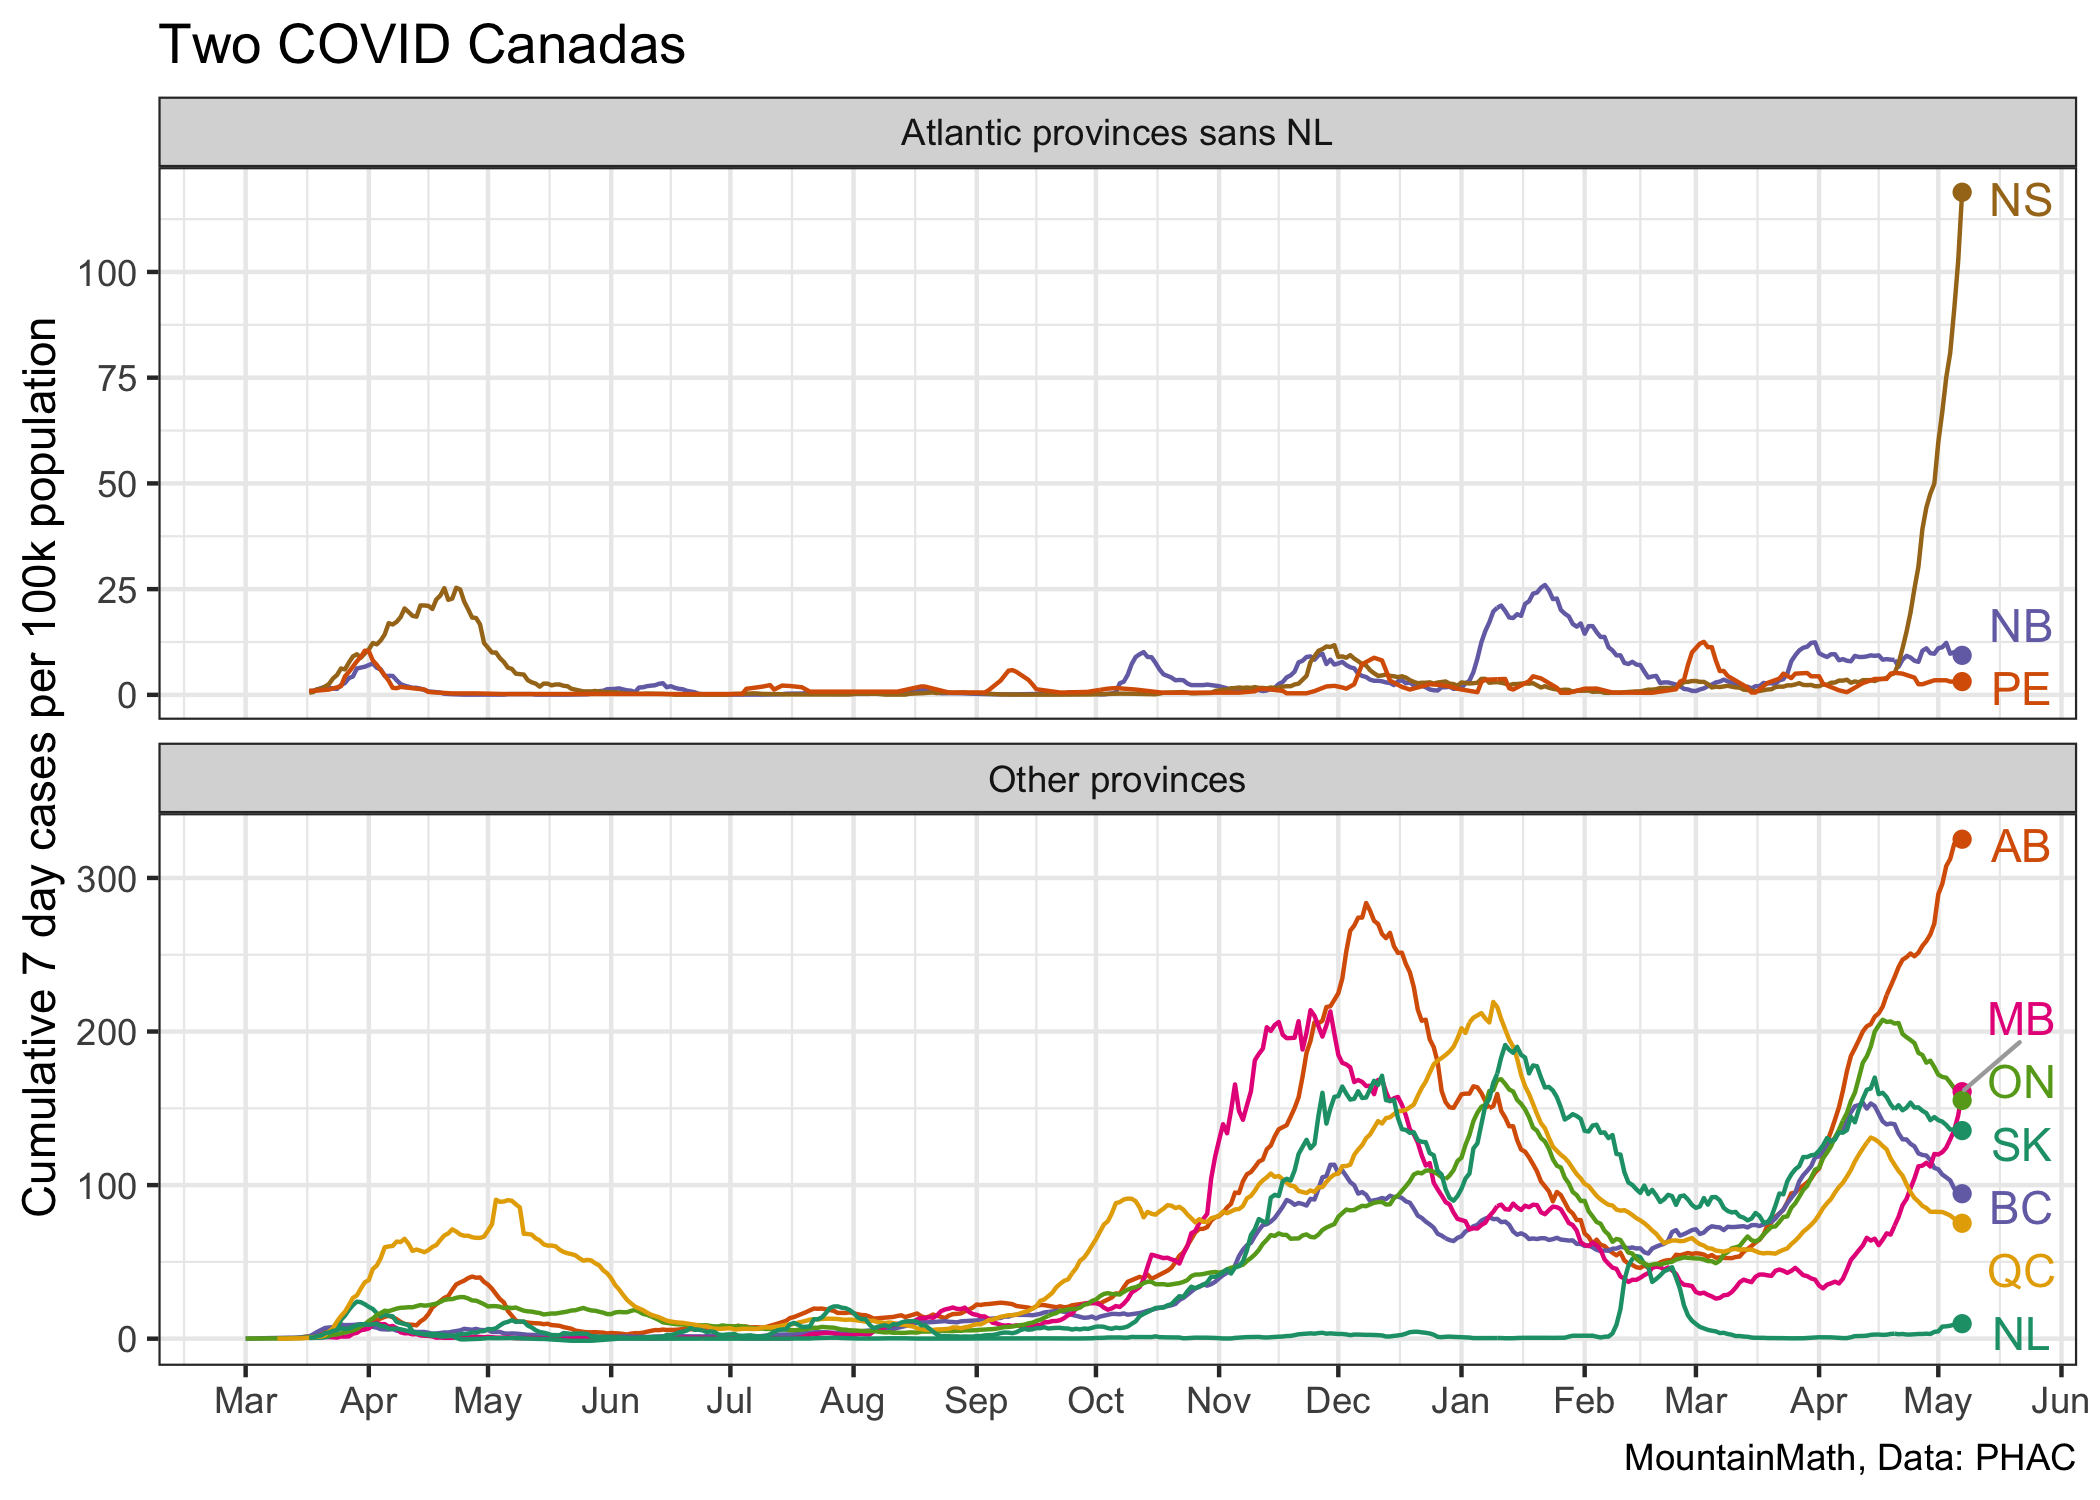 Two COVID Canadas
Atlantic provinces sans NL
Cumulative 7 day cases per 100k population
100
75
50
25
0
NS
NB
PE
Other provinces
300
200
100
0
AB
MB
ON
SK
BC
QC
NL
Mar Apr May Jun Jul Aug Sep Oct Nov Dec Jan Feb Mar Apr May Jun
MountainMath, Data: PHAC